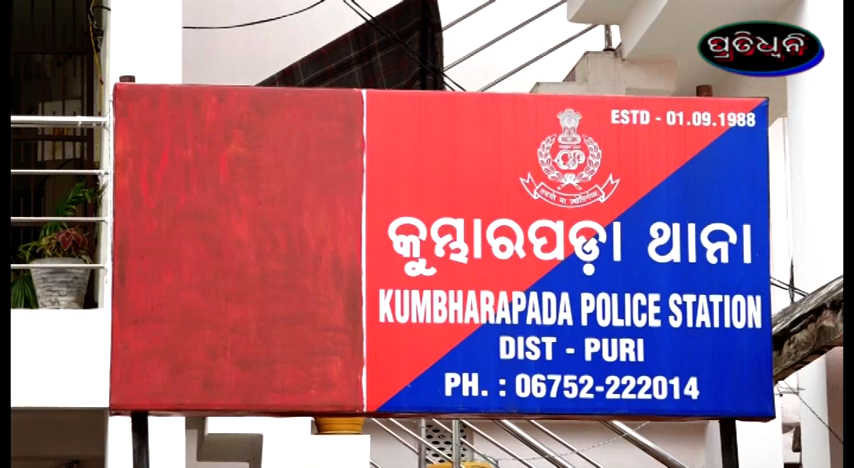 ପ୍ରତିଧ୍ୱନି
ESTD - 01.09.1988
କୁମ୍ଭାରପଡ଼ା ଥାନା
KUMBHARAPADA POLICE STATION
DIST - PURI
PH. : 06752-222014